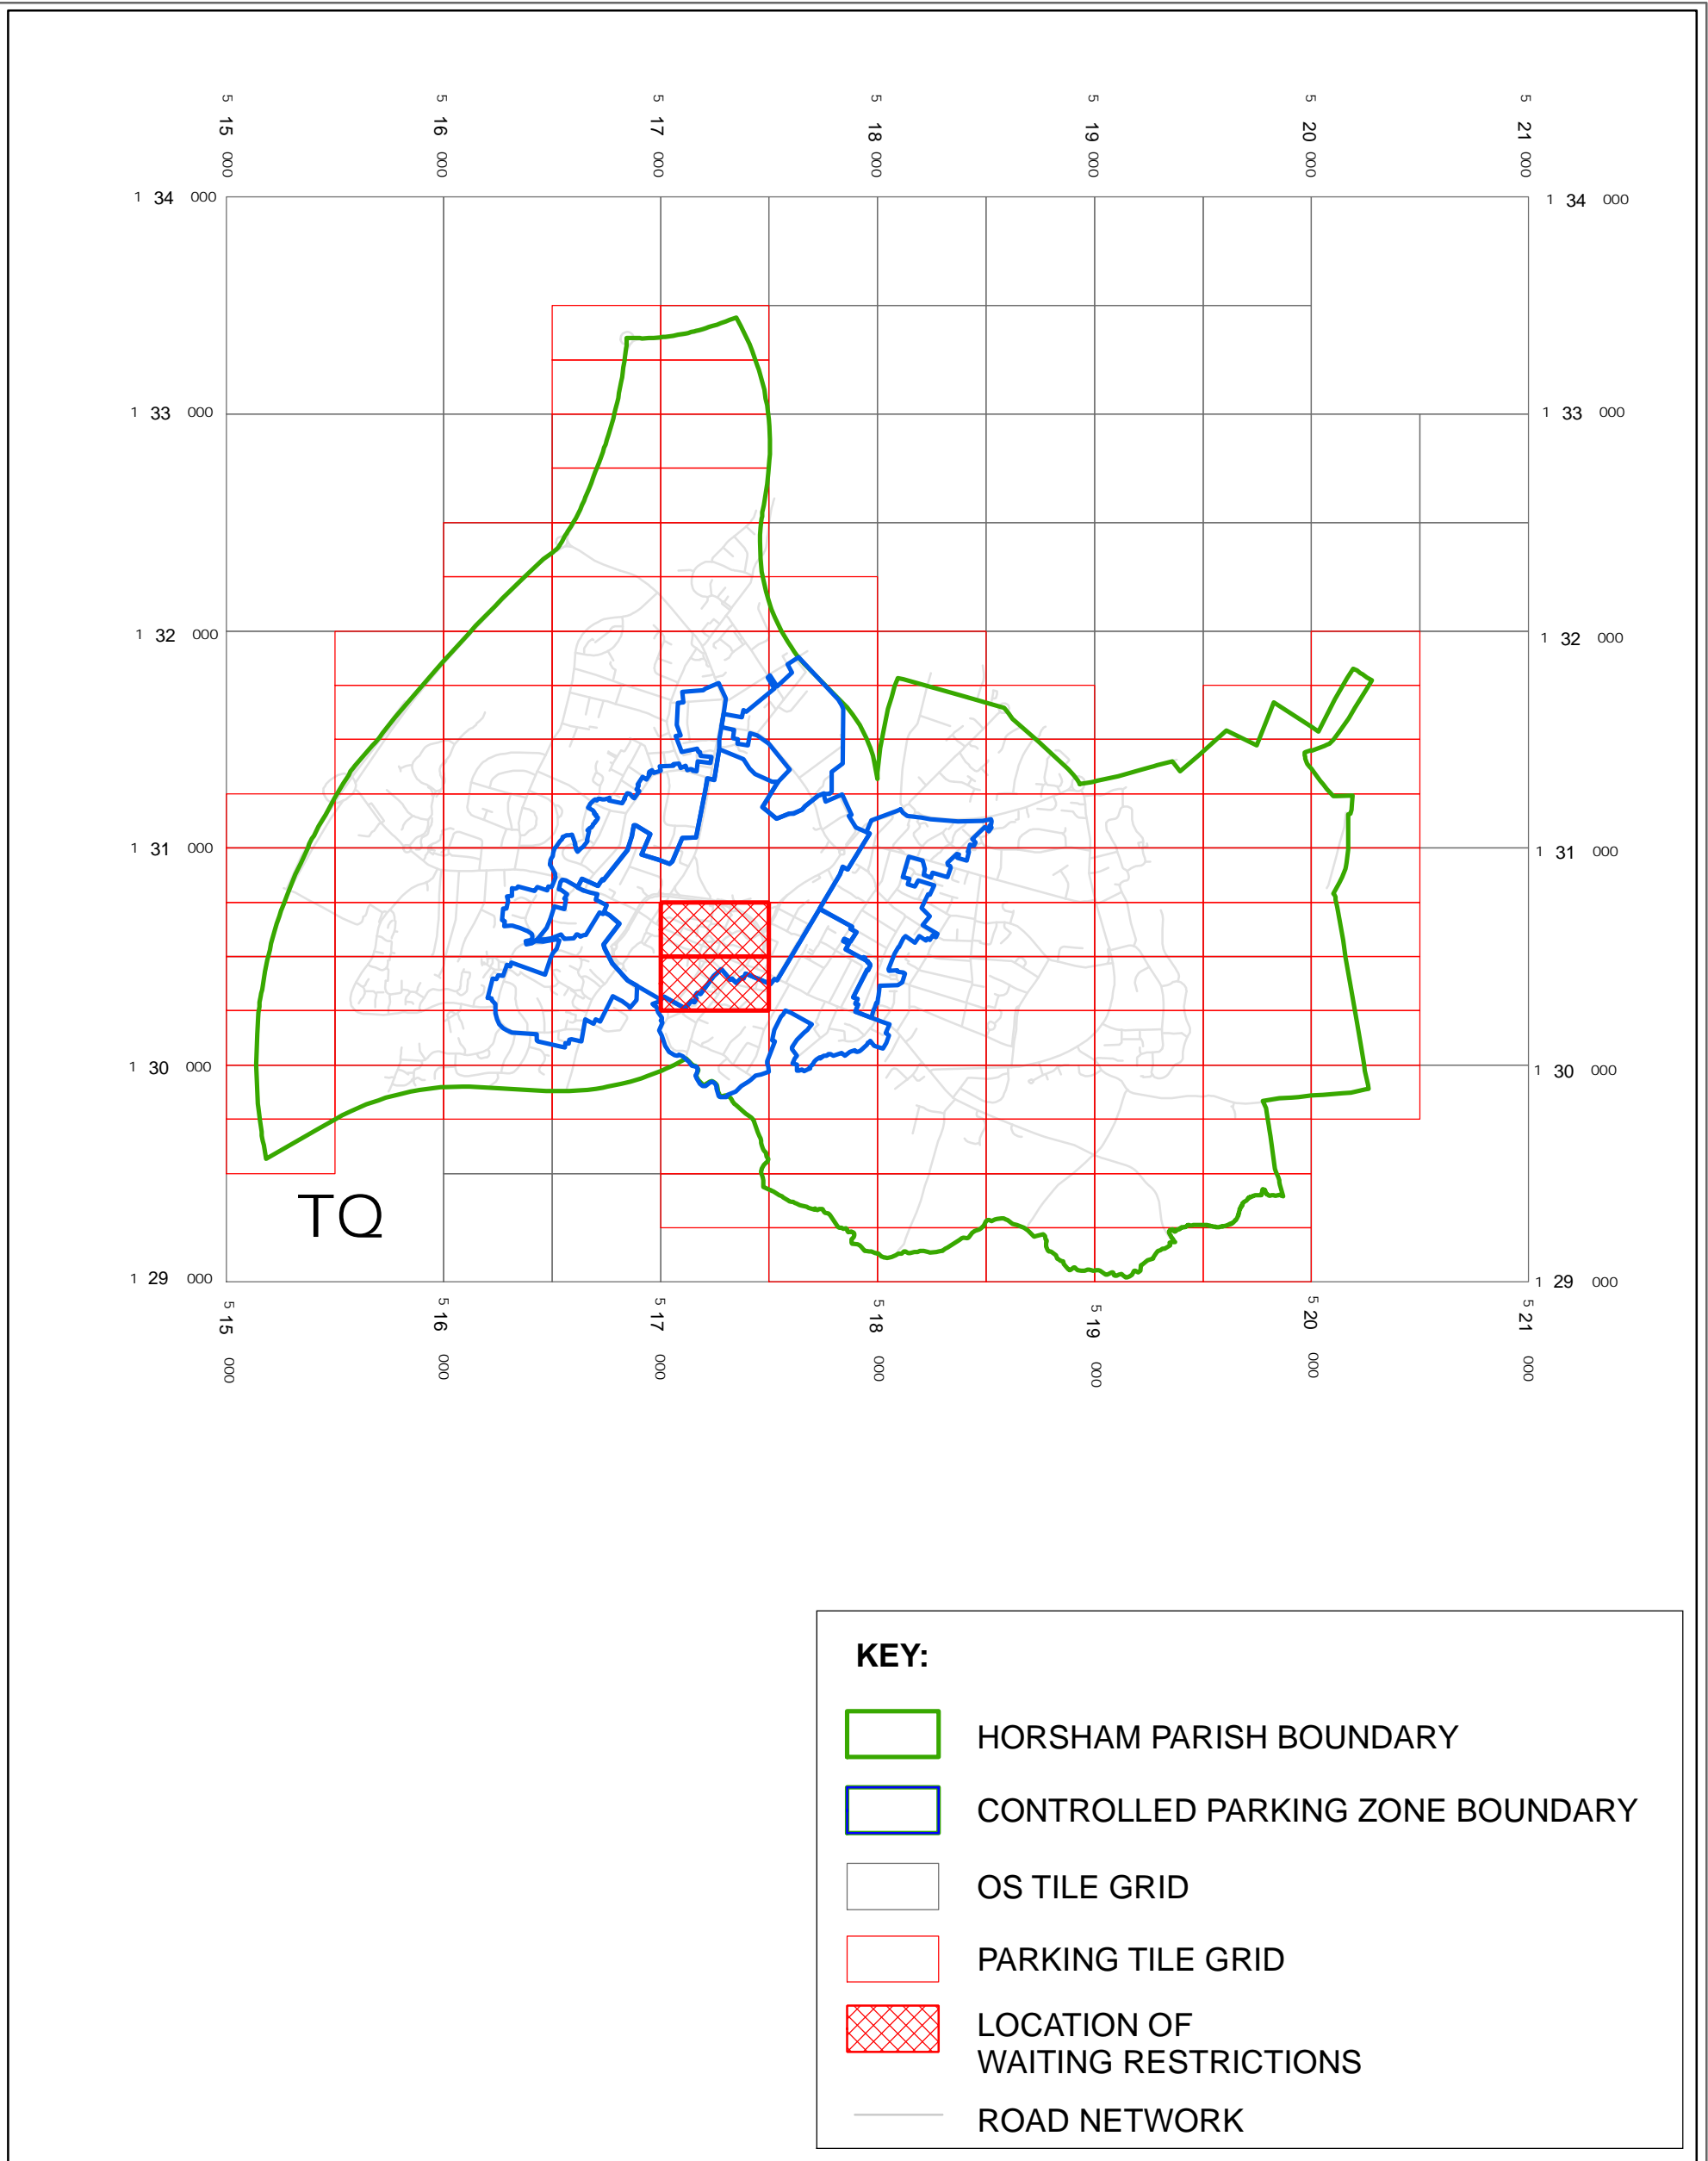 5 15 000 5 16 000 5 17 000 5 18 000 5 19 000 5 20 000 5 21 000
1 34 000 1 34 000
1 33 000 1 33 000
1 32 000 1 32 000
1 31 000 1 31 000
1 30 000 1 30 000
TQ
1 29 000 1 29 000
5 15 000 5 16 000 5 17 000 5 18 000 5 19 000 5 20 000 5 21 000
KEY:
HORSHAM PARISH BOUNDARY
CONTROLLED PARKING ZONE BOUNDARY
OS TILE GRID
PARKING TILE GRID
LOCATION OF
WAITING RESTRICTIONS
ROAD NETWORK